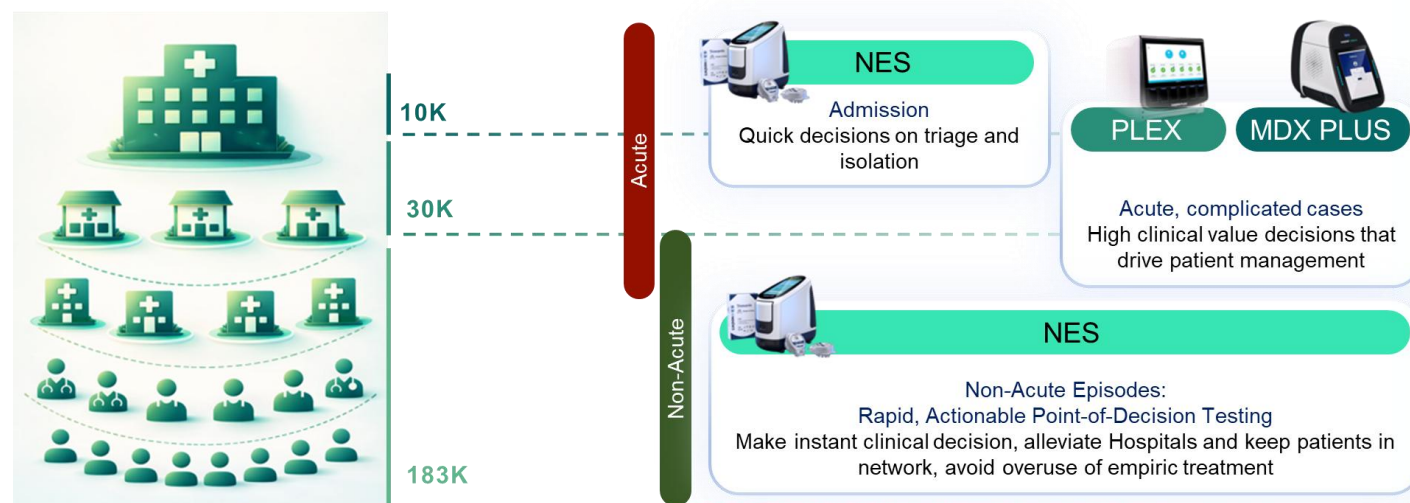 10K
30K
183K
Acute
Non-Acute
NES
Admission
Quick decisions on triage and
isolation
PLEX
MDX PLUS
Acute, complicated cases
High clinical value decisions that
drive patient management
NES
Non-Acute Episodes:
Rapid, Actionable Point-of-Decision Testing
Make instant clinical decision, alleviate Hospitals and keep patients in
network, avoid overuse of empiric treatment